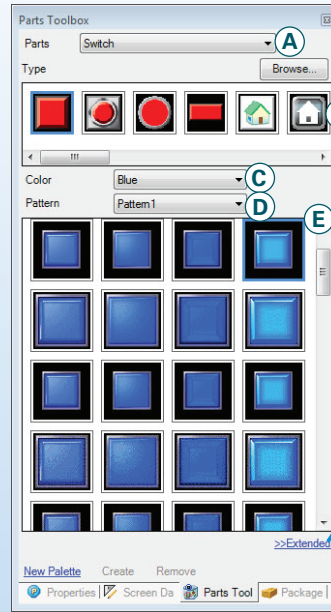 Parts Toolbox
Parts Switch A
Type Browse...
Color Blue C
Pattern Pattern1 D
E
>>Extended
New Palette Create Remove
Properties Screen Da Parts Tool Package